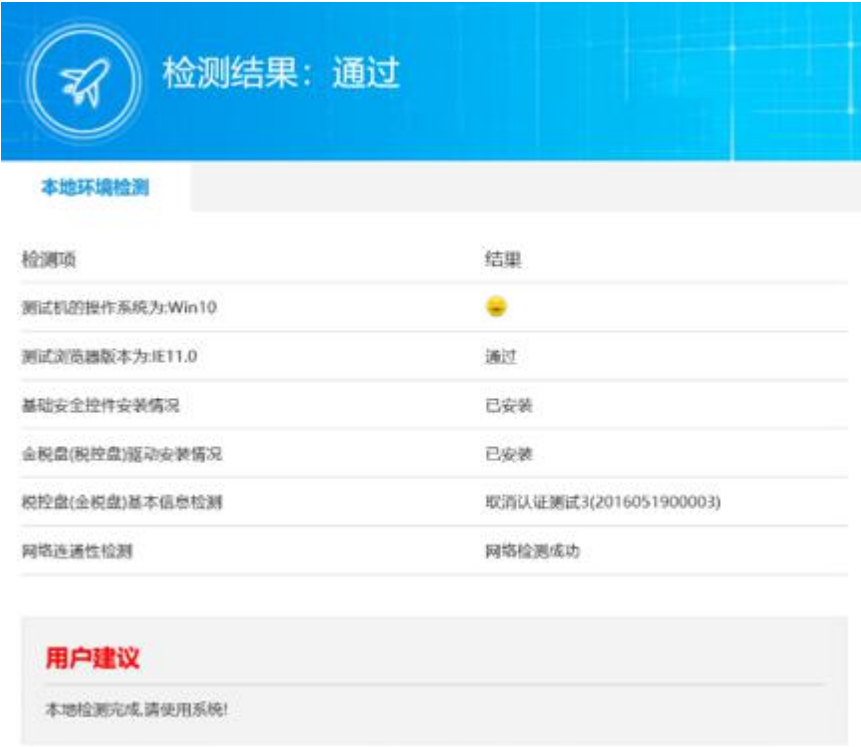 检测结果：通过
本地环境检测
检测项 结果
测试机的操作系统为:Win10
测试浏览器版本为:IE11.0 通过
基础安全控件安装情况 已安装
金税盘(税控盘)驱动安装情况 已安装
税控盘(金税盘)基本信息检测 取消认证测试3(2016051900003)
网络连通性检测 网络检测成功
用户建议
本地检测完成,请使用系统!